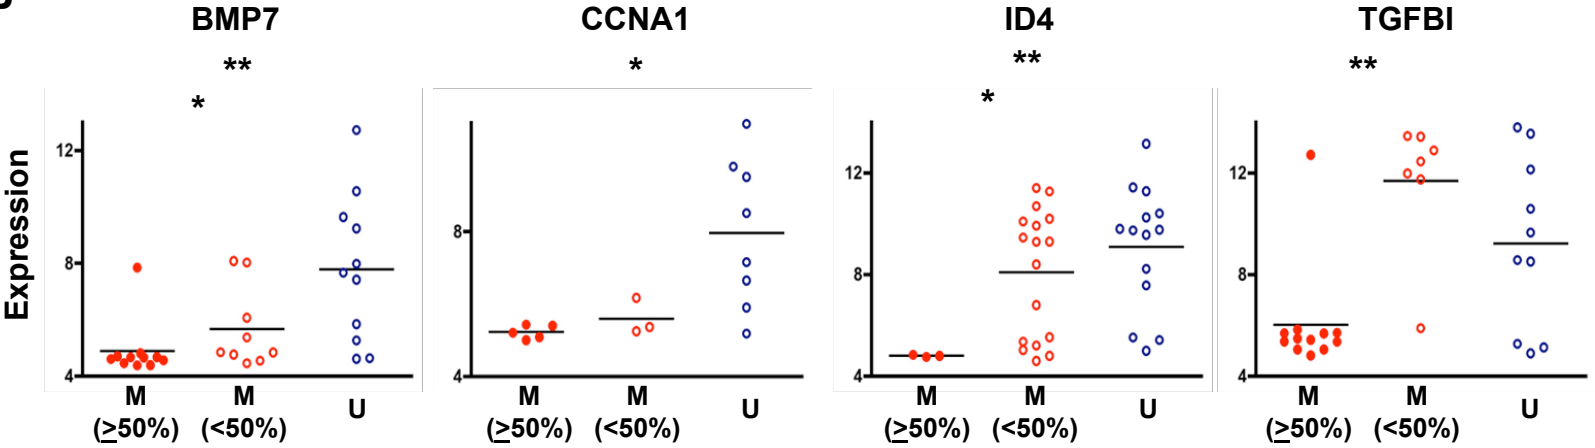 BMP7 CCNA1 ID4 TGFBI
** * ** **
* *
Expression
12 8 4
8 4
12 8 4
12 8 4
M M U M M U M M U M M U
(≥50%) (<50%) (≥50%) (<50%) (≥50%) (<50%) (≥50%) (<50%)